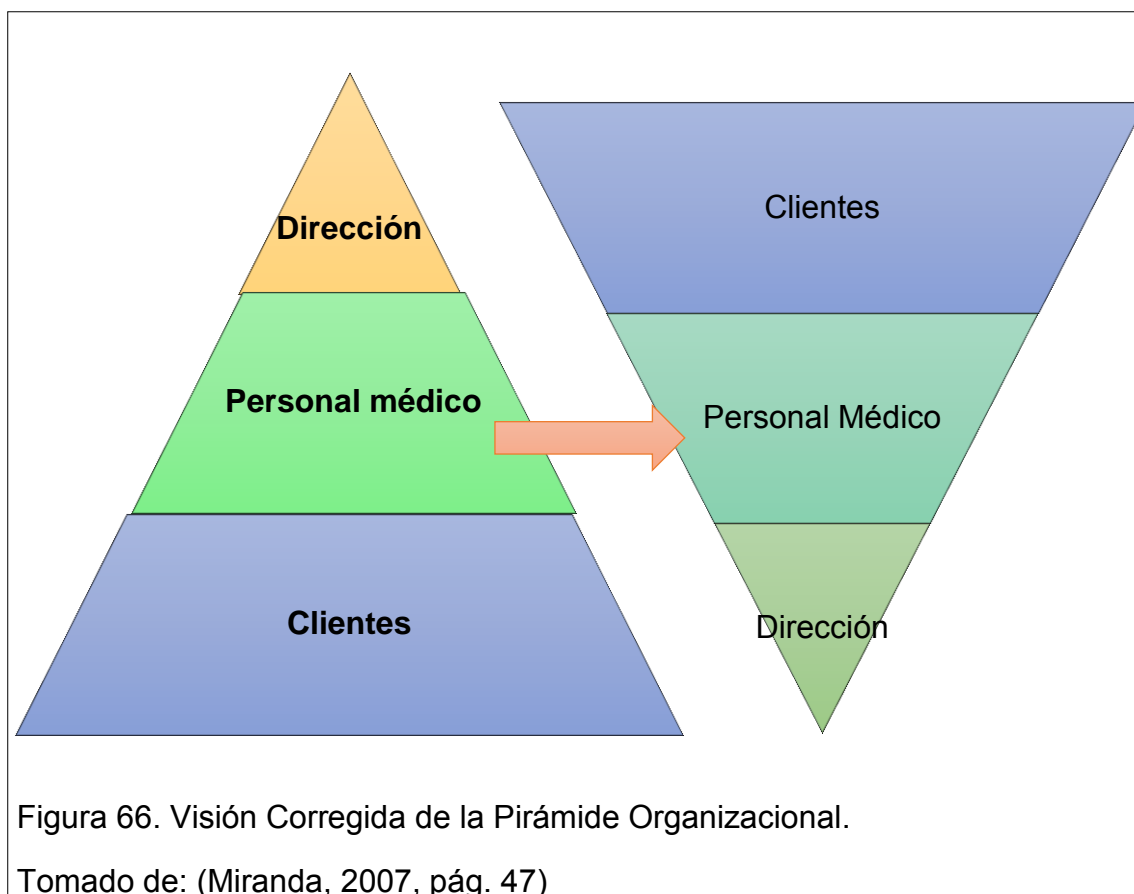 Dirección
Personal médico
Clientes
Clientes
Personal Médico
Dirección
Figura 66. Visión Corregida de la Pirámide Organizacional.
Tomado de: (Miranda, 2007, pág. 47)